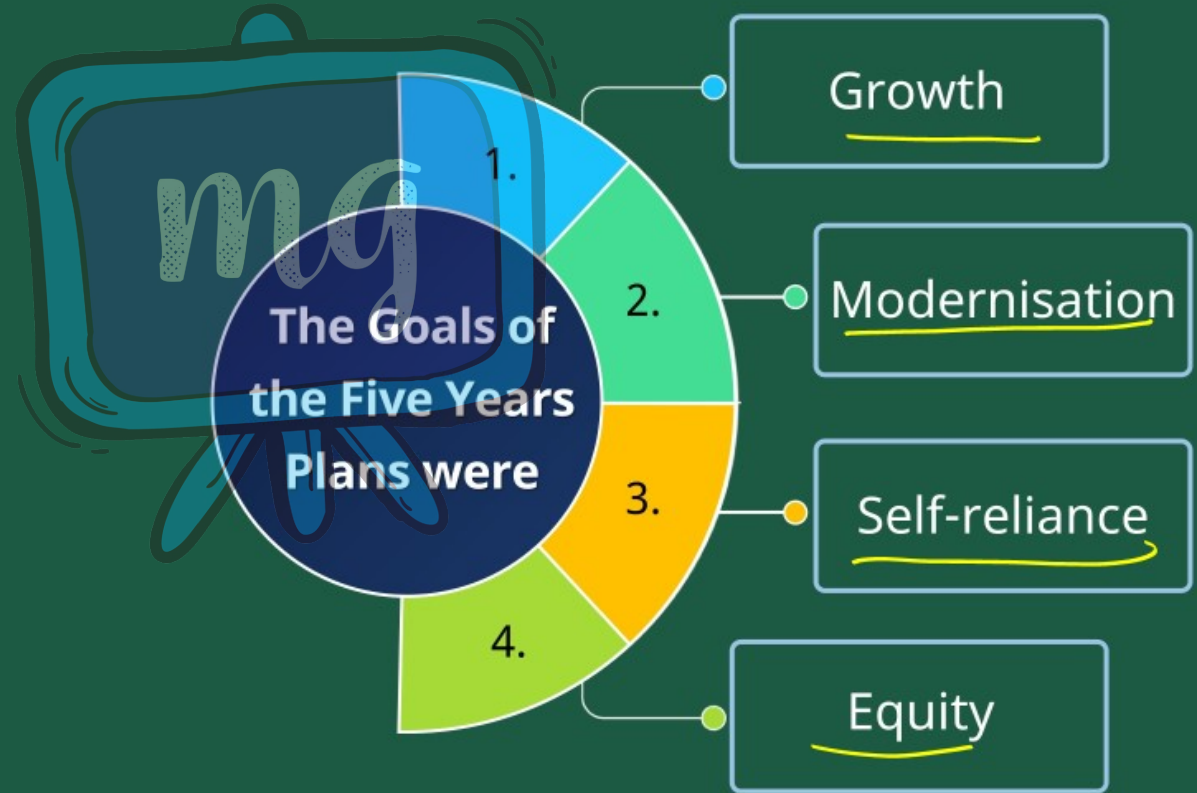 mg
The Goals of
the Five Years
Plans were
1.
Growth
2.
Modernisation
3.
Self-reliance
4.
Equity